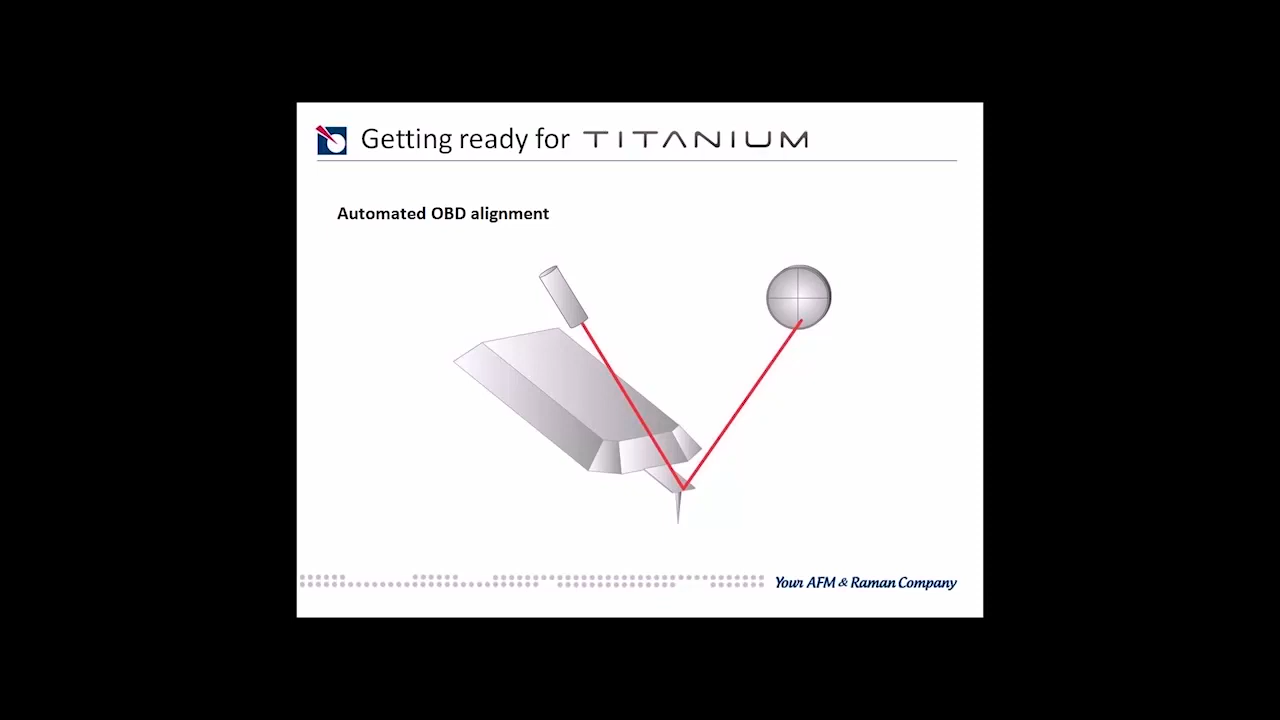 Getting ready for TITANIUM
Automated OBD alignment
Your AFM & Raman Company